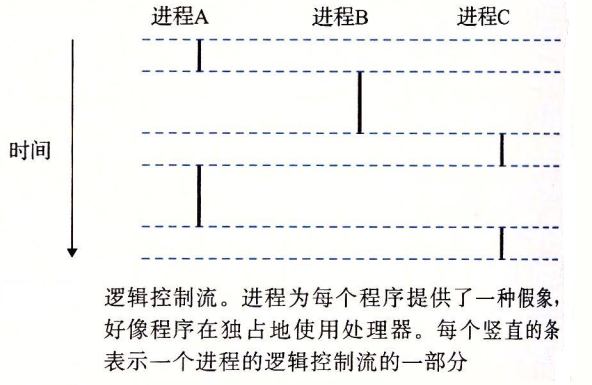 进程A 进程B 进程C
时间
逻辑控制流。进程为每个程序提供了一种假象,
好像程序在独占地使用处理器。每个竖直的条
表示一个进程的逻辑控制流的一部分